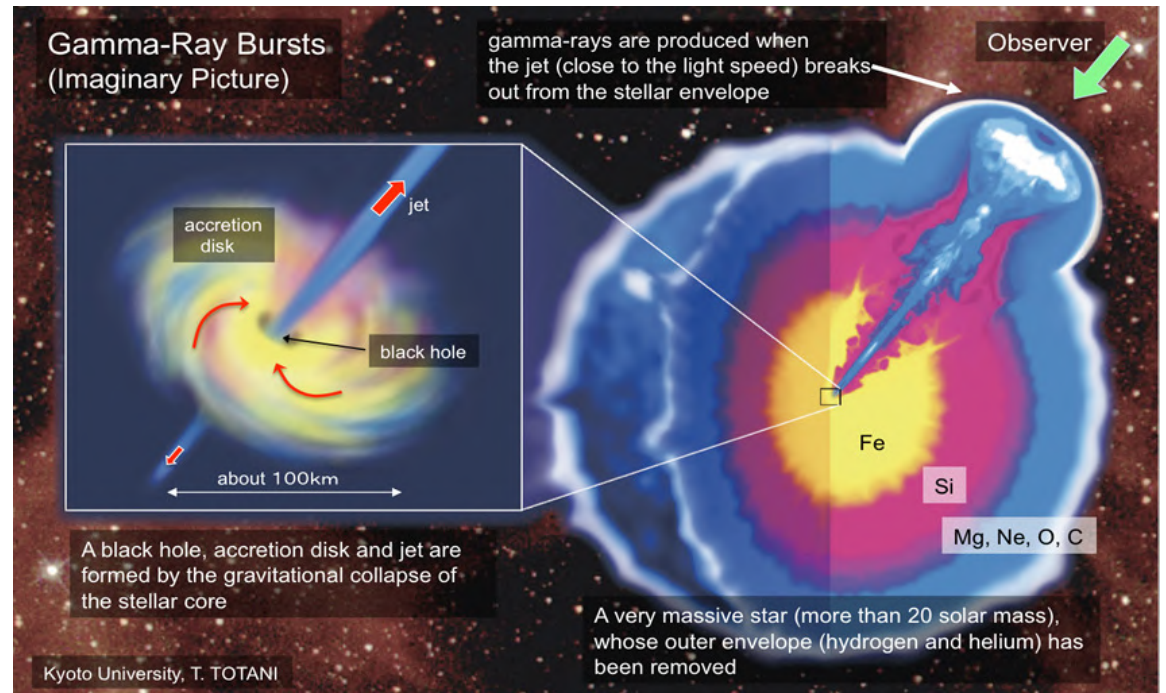 Gamma-Ray Bursts
(Imaginary Picture)
gamma-rays are produced when
the jet (close to the light speed) breaks
out from the stellar envelope
Observer
jet
accretion
disk
black hole
about 100km
Fe
Si
Mg, Ne, O, C
A black hole, accretion disk and jet are
formed by the gravitational collapse of
the stellar core
A very massive star (more than 20 solar mass),
whose outer envelope (hydrogen and helium) has
been removed
Kyoto University, T. TOTANI